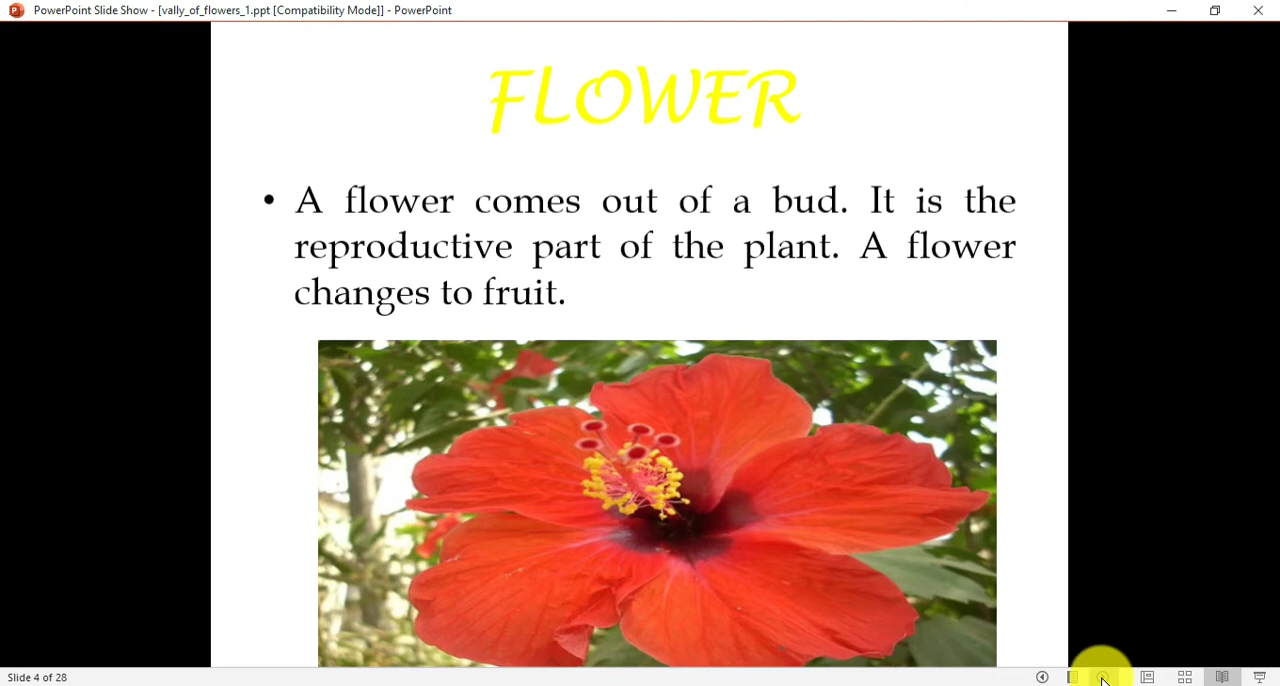 PowerPoint Slide Show - [vally_of_flowers_1.ppt [Compatibility Mode]] - PowerPoint
FLOWER
• A flower comes out of a bud. It is the
reproductive part of the plant. A flower
changes to fruit.
Slide 4 of 28